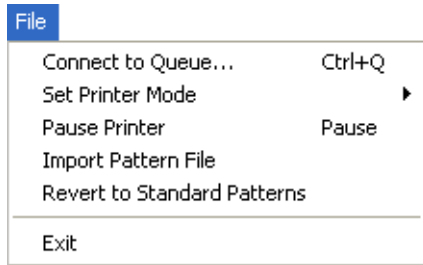 File
Connect to Queue... Ctrl+Q
Set Printer Mode
Pause Printer Pause
Import Pattern File
Revert to Standard Patterns
Exit